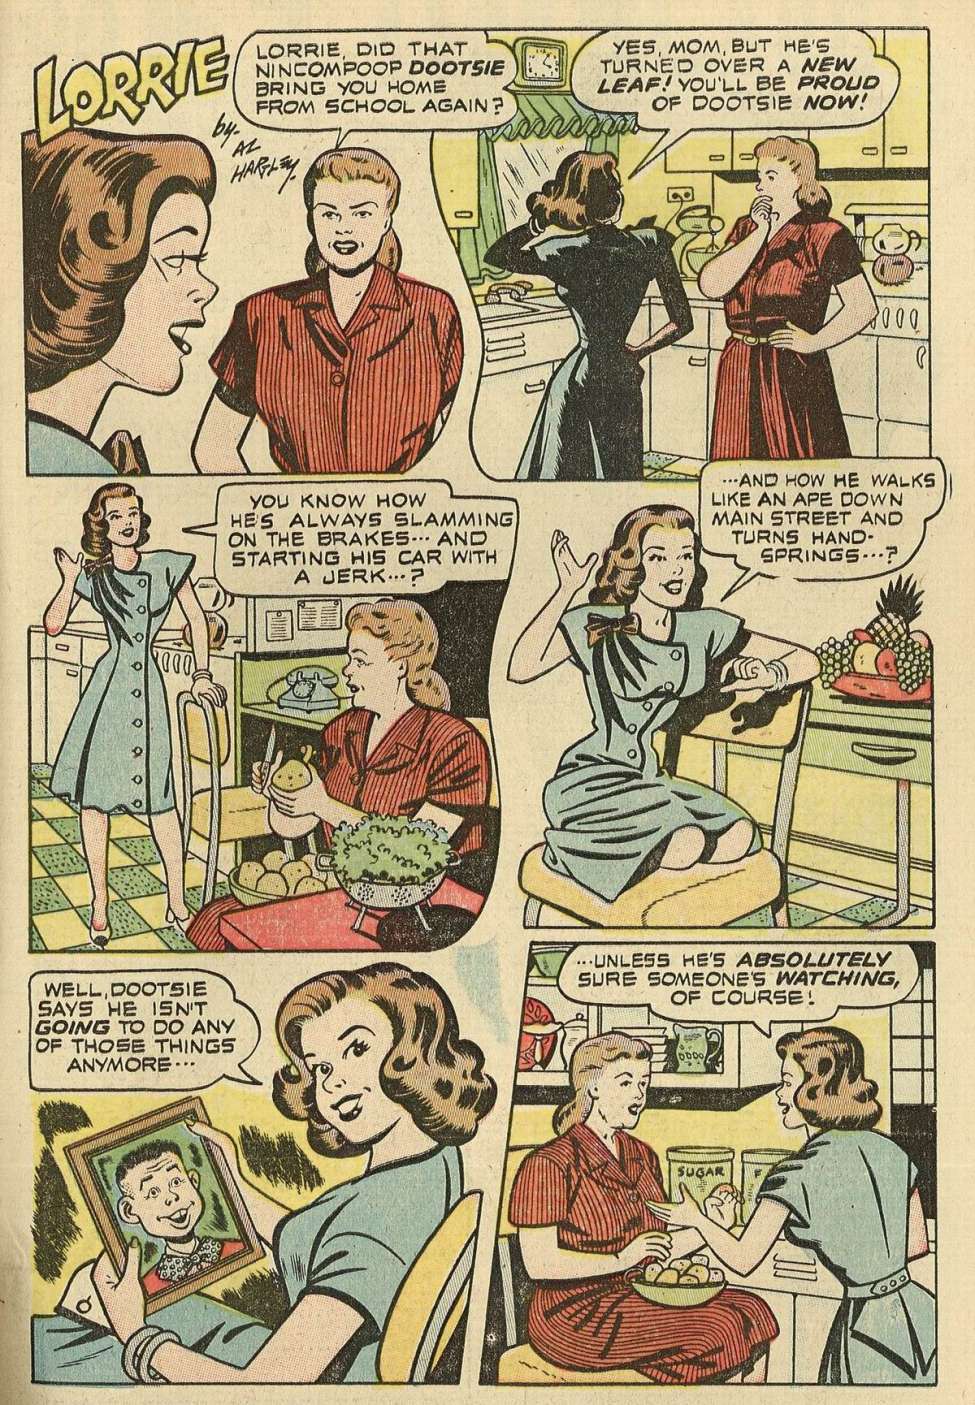 LORRIE
by-
AL
HARTLEY.
LORRIE, DID THAT
NINCOMPOOP DOOTSIE
BRING YOU HOME
FROM SCHOOL AGAIN?
YES, MOM, BUT HE'S
TURNED OVER A NEW
LEAF! YOU'LL BE PROUD
OF DOOTSIE NOW!
YOU KNOW HOW
HE'S ALWAYS SLAMMING
ON THE BRAKES--- AND
STARTING HIS CAR WITH
A JERK---?
---AND HOW HE WALKS
LIKE AN APE DOWN
MAIN STREET AND
TURNS HAND-
SPRINGS---?
WELL, DOOTSIE
SAYS HE ISN'T
GOING TO DO ANY
OF THOSE THINGS
ANYMORE---
---UNLESS HE'S ABSOLUTELY
SURE SOMEONE'S WATCHING,
OF COURSE!
SUGAR
F